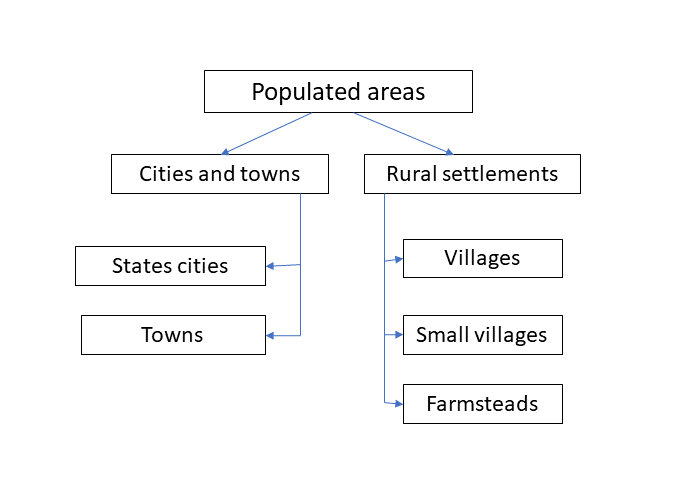 Populated areas
Cities and towns
Rural settlements
States cities
Villages
Towns
Small villages
Farmsteads